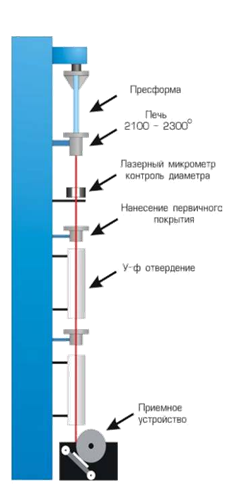 Пресформа
Печь
2100 - 2300°
Лазерный микрометр
контроль диаметра
Нанесение первичного
покрытия
У-ф отвердение
Приемное
устройство